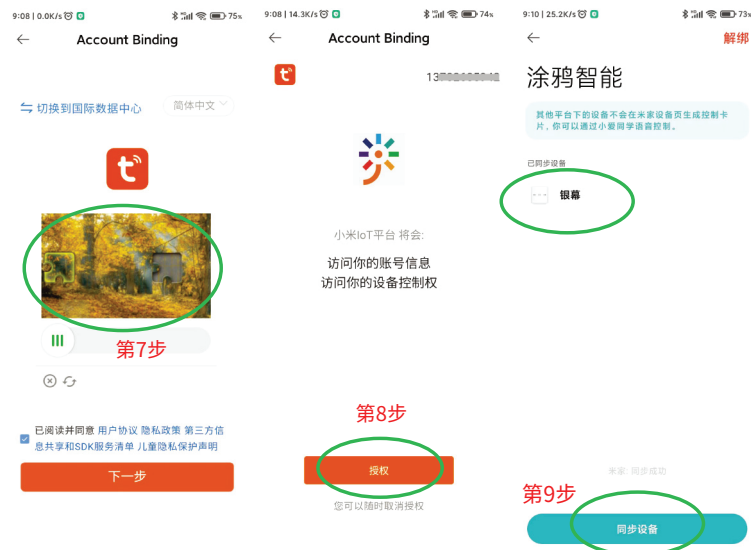 9:08 | 0.0K/s
75%
Account Binding
切换到国际数据中心
简体中文
第7步
已阅读并同意 用户协议 隐私政策 第三方信
息共享和SDK服务清单 儿童隐私保护声明
下一步
9:08 | 14.3K/s
74%
Account Binding
小米IoT平台 将会:
访问你的账号信息
访问你的设备控制权
第8步
授权
您可以随时取消授权
9:10 | 25.2K/s
73%
解绑
涂鸦智能
其他平台下的设备不会在米家设备页生成控制卡
片，你可以通过小爱同学语音控制。
已同步设备
银幕
米家: 同步成功
第9步
同步设备